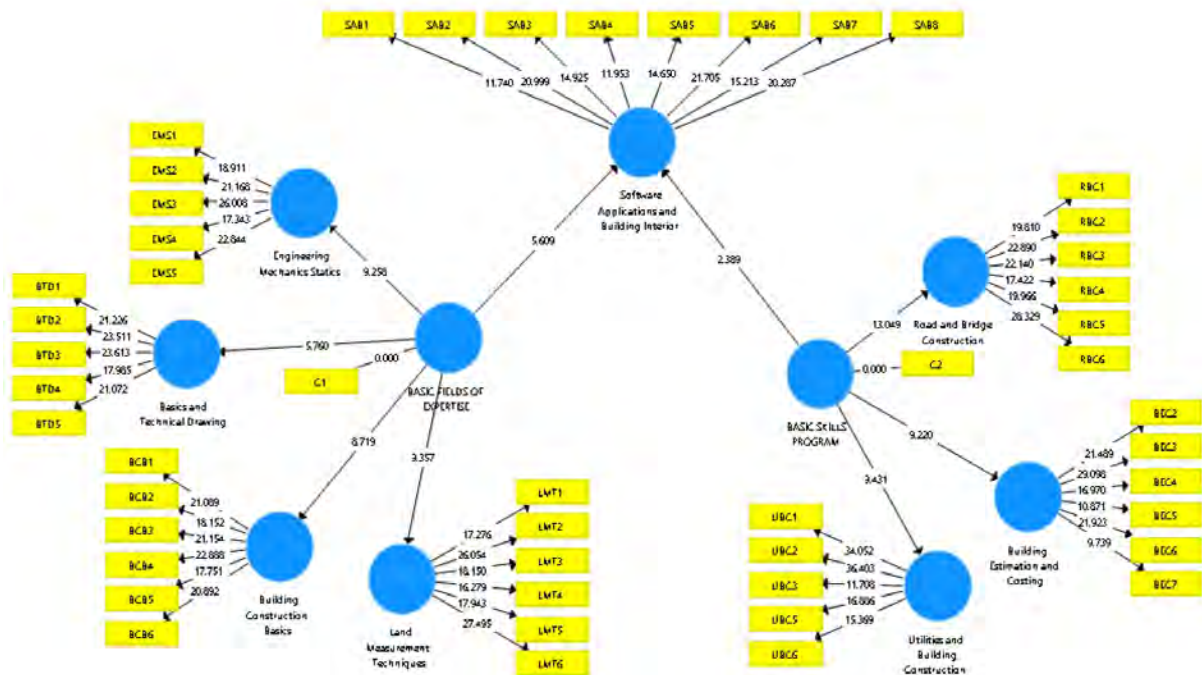 SAB1 SAB2 SAB3 SAB4 SAB5 SAB6 SAB7 SAB8
11.740 20.999 14.925 11.953 14.650 21.705 15.213 20.287
Software
Applications and
Building Interior
EMS1
EMS2
EMS3
EMS4
EMS5
18.911
21.168
26.008
17.343
22.844
Engineering
Mechanics Statics
9.258
5.609
2.389
BTD1
BTD2
BTD3
BTD4
BTD5
21.226
23.511
23.613
17.985
21.072
Basics and
Technical Drawing
5.760
0.000
C1
BASIC FIELDS OF
EXPERTISE
8.719
BCB1
BCB2
BCB3
BCB4
BCB5
BCB6
21.089
18.152
21.154
22.888
17.751
20.892
Building
Construction
Basics
LMT1
LMT2
LMT3
LMT4
LMT5
LMT6
17.276
26.054
18.150
16.279
17.943
27.495
Land
Measurement
Techniques
RBC1
RBC2
RBC3
RBC4
RBC5
RBC6
19.810
22.890
22.140
17.422
19.966
28.329
Road and Bridge
Construction
13.049
0.000
C2
BASIC SKILLS
PROGRAM
9.220
BEC2
BEC3
BEC4
BEC5
BEC6
BEC7
21.489
29.098
16.970
10.871
21.923
9.739
Building
Estimation and
Costing
UBC1
UBC2
UBC3
UBC5
UBC6
34.052
36.403
11.708
16.886
15.369
Utilities and
Building
Construction